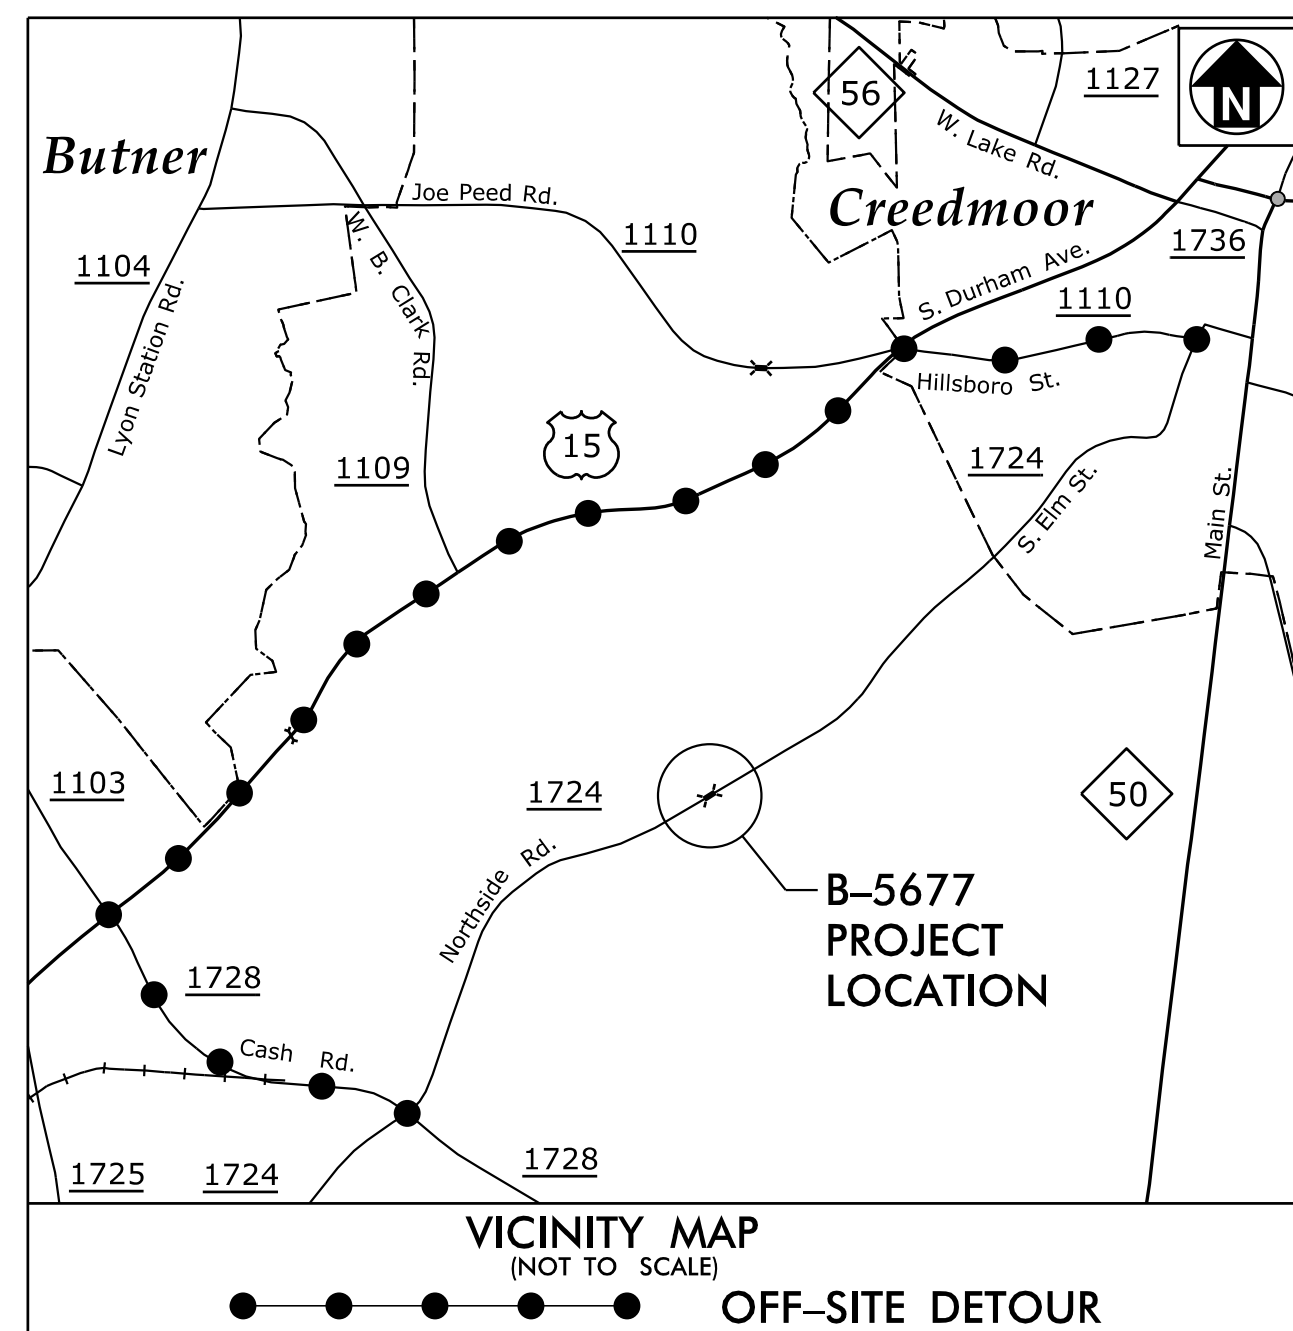 1127
56
N
W. Lake Rd.
Butner
Joe Peed Rd.
Creedmoor
1110
1736
1104
W. B. Clark Rd.
S. Durham Ave.
1110
Lyon Station Rd.
Hillsboro St.
15
1109
1724
S. Elm St.
Main St.
1103
1724
50
Northside Rd.
B–5677
PROJECT
LOCATION
1728
Cash Rd.
1725
1724
1728
VICINITY MAP
(NOT TO SCALE)
OFF–SITE DETOUR